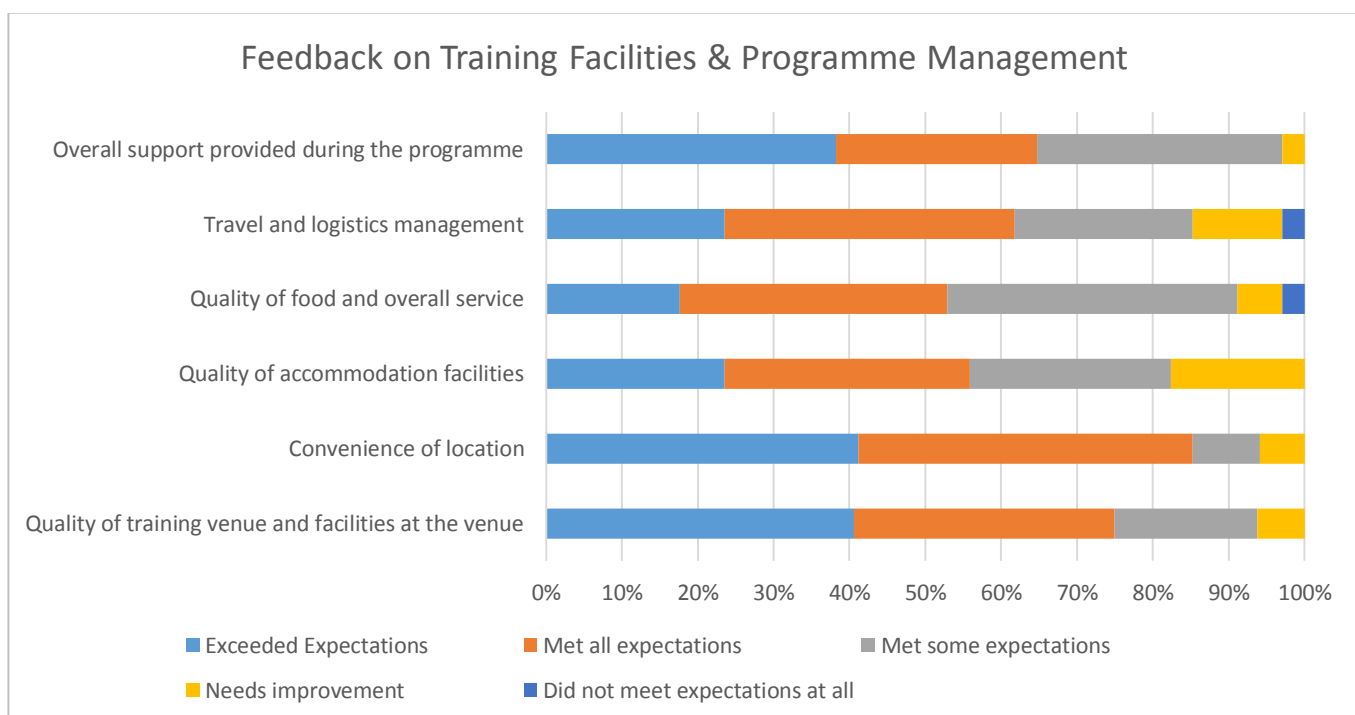 Feedback on Training Facilities & Programme Management
Overall support provided during the programme
Travel and logistics management
Quality of food and overall service
Quality of accommodation facilities
Convenience of location
Quality of training venue and facilities at the venue
0% 10% 20% 30% 40% 50% 60% 70% 80% 90% 100%
Exceeded Expectations Met all expectations Met some expectations
Needs improvement Did not meet expectations at all